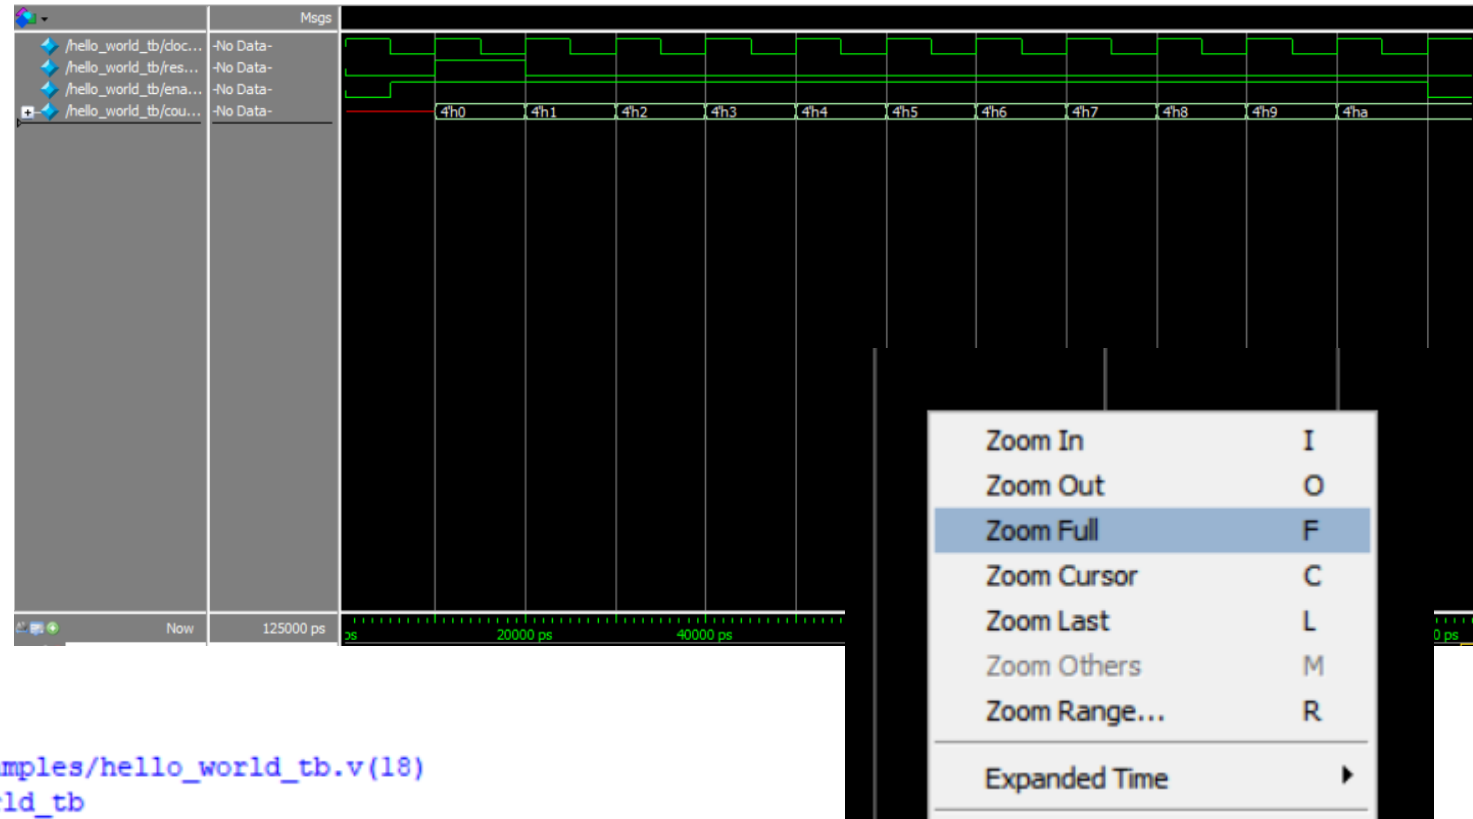 Msgs
/hello_world_tb/cloc... -No Data-
/hello_world_tb/res... -No Data-
/hello_world_tb/ena... -No Data-
/hello_world_tb/cou... -No Data- 4'h0 4'h1 4'h2 4'h3 4'h4 4'h5 4'h6 4'h7 4'h8 4'h9 4'ha
Zoom In I
Zoom Out O
Zoom Full F
Zoom Cursor C
Zoom Last L
Zoom Others M
Zoom Range... R
Expanded Time
Now 125000 ps
ps 20000 ps 40000 ps 0 ps
mples/hello_world_tb.v(18)
ld_tb